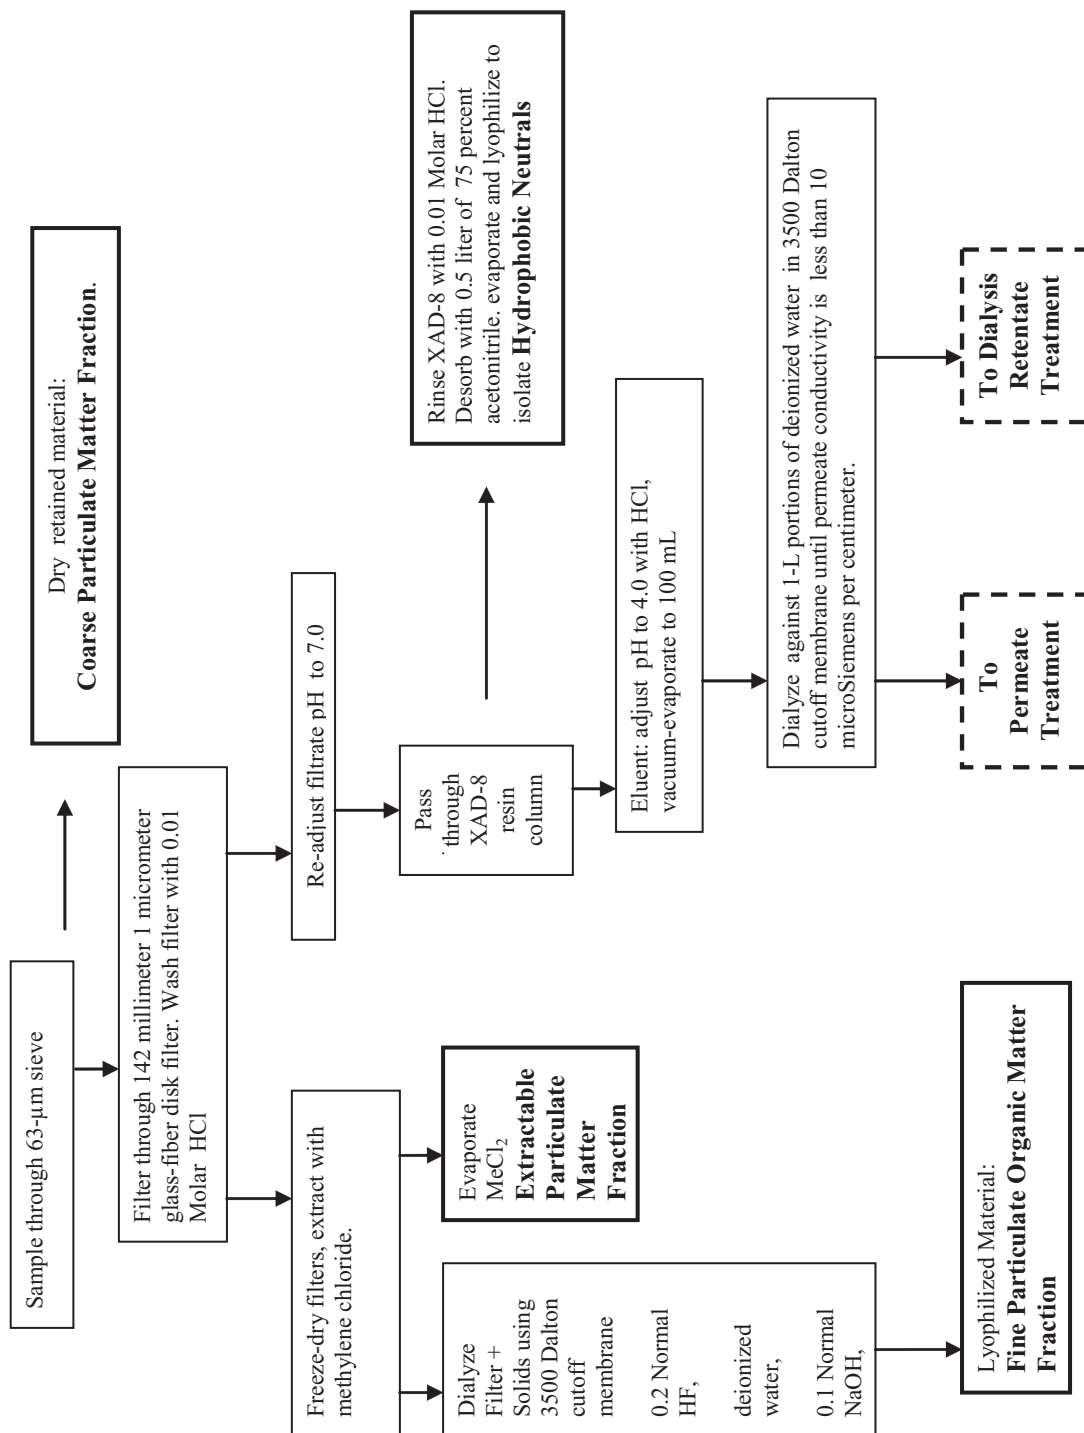 Sample through 63-µm sieve
Dry retained material:
Coarse Particulate Matter Fraction.
Filter through 142 millimeter 1 micrometer
glass-fiber disk filter. Wash filter with 0.01
Molar HCl
Freeze-dry filters, extract with
methylene chloride.
Re-adjust filtrate pH to 7.0
Pass
through
XAD-8
resin
column
Rinse XAD-8 with 0.01 Molar HCl.
Desorb with 0.5 liter of 75 percent
acetonitrile. evaporate and lyophilize to
isolate Hydrophobic Neutrals
Dialyze
Filter +
Solids using
3500 Dalton
cutoff
membrane
0.2 Normal
HF,
deionized
water,
0.1 Normal
NaOH,
Evaporate
MeCl₂
Extractable
Particulate
Matter
Fraction
Eluent: adjust pH to 4.0 with HCl,
vacuum-evaporate to 100 mL
Dialyze against 1-L portions of deionized water in 3500 Dalton
cutoff membrane until permeate conductivity is less than 10
microSiemens per centimeter.
Lyophilized Material:
Fine Particulate Organic Matter
Fraction
To
Permeate
Treatment
To Dialysis
Retentate
Treatment